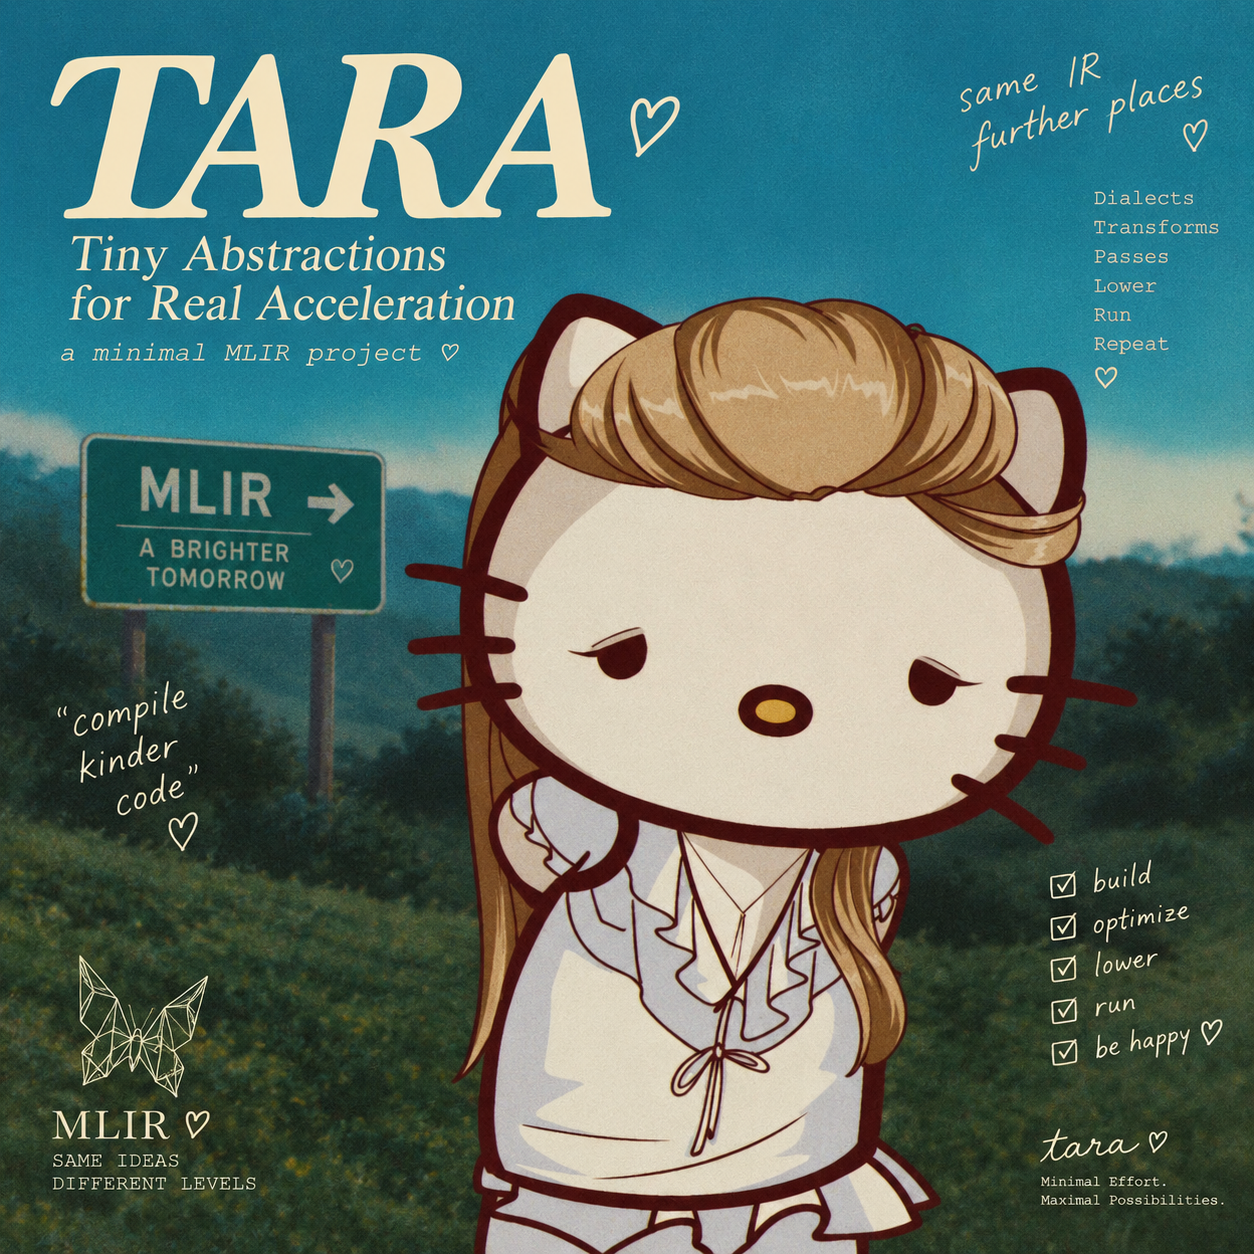 TARA ♡
Tiny Abstractions
for Real Acceleration
a minimal MLIR project ♡
same IR
further places
♡
Dialects
Transforms
Passes
Lower
Run
Repeat
♡
MLIR →
A BRIGHTER
TOMORROW ♡
“compile
kinder
code”
♡
☑ build
☑ optimize
☑ lower
☑ run
☑ be happy ♡
MLIR ♡
SAME IDEAS
DIFFERENT LEVELS
tara ♡
Minimal Effort.
Maximal Possibilities.